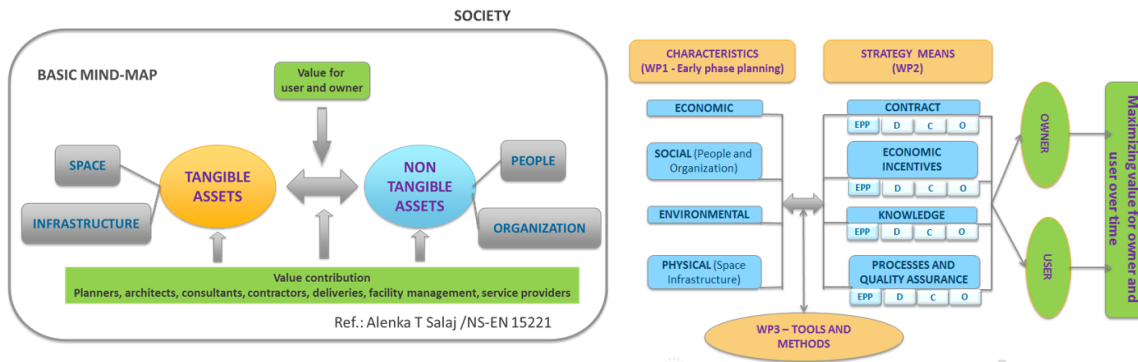 SOCIETY
BASIC MIND-MAP
Value for
user and owner
SPACE
INFRASTRUCTURE
TANGIBLE
ASSETS
NON
TANGIBLE
ASSETS
PEOPLE
ORGANIZATION
Value contribution
Planners, architects, consultants, contractors, deliveries, facility management, service providers
Ref.: Alenka T Salaj /NS-EN 15221
CHARACTERISTICS
(WP1 - Early phase planning)
ECONOMIC
SOCIAL (People and
Organization)
ENVIRONMENTAL
PHYSICAL (Space
Infrastructure)
STRATEGY MEANS
(WP2)
CONTRACT
EPP D C O
ECONOMIC
INCENTIVES
EPP D C O
KNOWLEDGE
EPP D C O
PROCESSES AND
QUALITY ASSURANCE
EPP D C O
WP3 – TOOLS AND
METHODS
OWNER
USER
Maximizing value for owner and
user over time